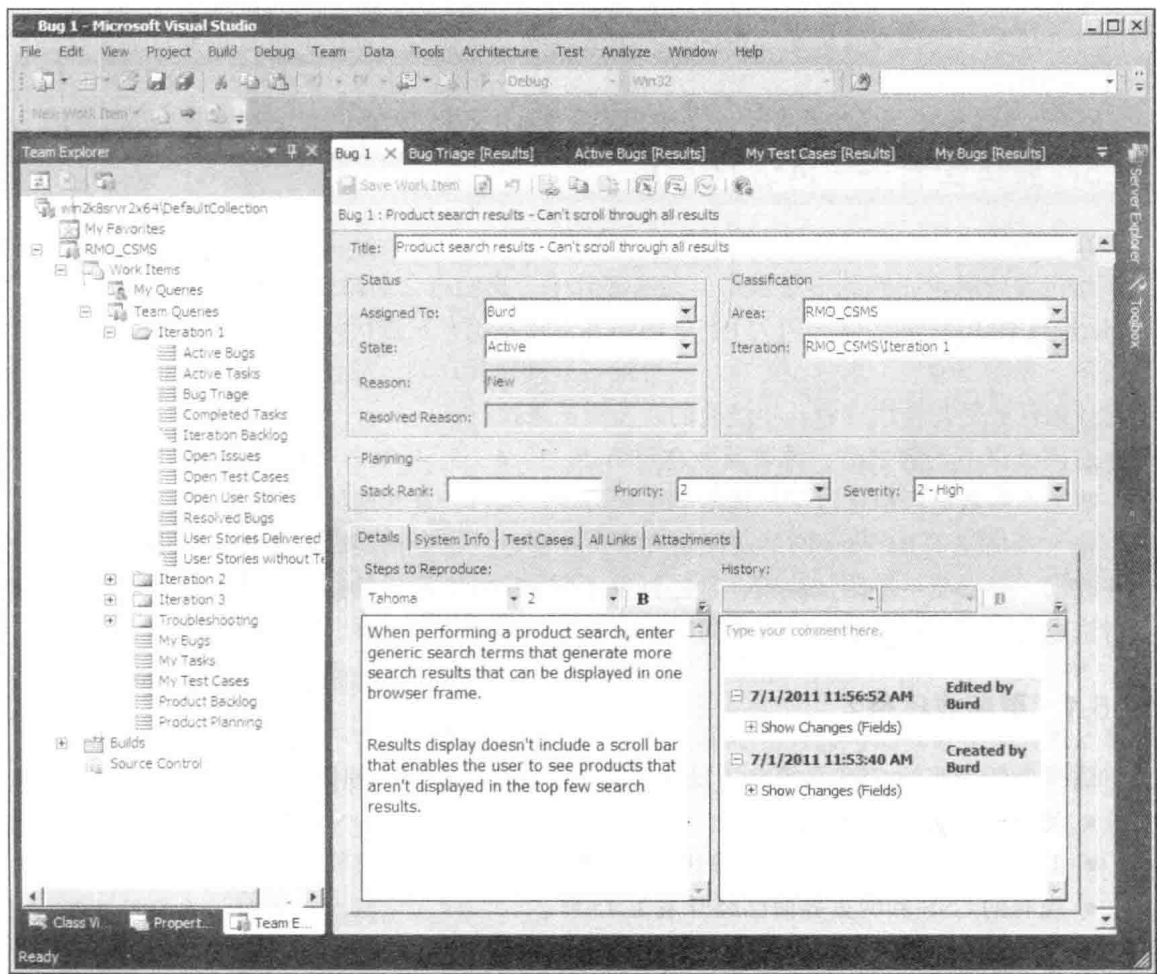 Bug 1 - Microsoft Visual Studio
File Edit View Project Build Debug Team Data Tools Architecture Test Analyze Window Help
Debug Win32
New Work Item
Team Explorer
win2k8srvr2x64\DefaultCollection
My Favorites
RMO_CSMS
Work Items
My Queries
Team Queries
Iteration 1
Active Bugs
Active Tasks
Bug Triage
Completed Tasks
Iteration Backlog
Open Issues
Open Test Cases
Open User Stories
Resolved Bugs
User Stories Delivered
User Stories without Te
Iteration 2
Iteration 3
Troubleshooting
My Bugs
My Tasks
My Test Cases
Product Backlog
Product Planning
Builds
Source Control
Class Vi... Propert... Team E...
Bug 1 Bug Triage [Results] Active Bugs [Results] My Test Cases [Results] My Bugs [Results]
Save Work Item
Bug 1 : Product search results - Can't scroll through all results
Title: Product search results - Can't scroll through all results
Status
Assigned To: Burd
State: Active
Reason: New
Resolved Reason:
Classification
Area: RMO_CSMS
Iteration: RMO_CSMS\Iteration 1
Planning
Stack Rank: Priority: 2 Severity: 2 - High
Details System Info Test Cases All Links Attachments
Steps to Reproduce:
Tahoma 2 B
When performing a product search, enter
generic search terms that generate more
search results that can be displayed in one
browser frame.
Results display doesn't include a scroll bar
that enables the user to see products that
aren't displayed in the top few search
results.
History:
B
Type your comment here.
7/1/2011 11:56:52 AM Edited by
Burd
Show Changes (Fields)
7/1/2011 11:53:40 AM Created by
Burd
Show Changes (Fields)
Server Explorer
Toolbox
Ready